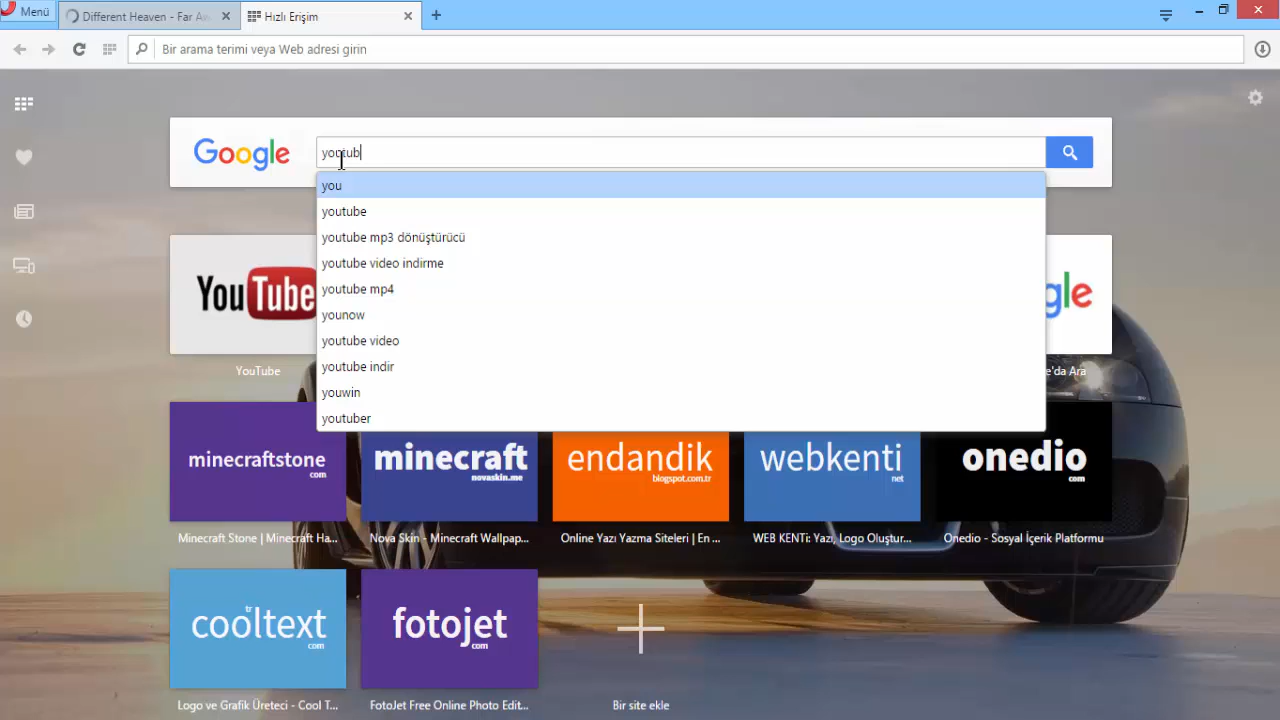 Menü
Different Heaven - Far Aw
Hızlı Erişim
Bir arama terimi veya Web adresi girin
Google
youtub
you
youtube
youtube mp3 dönüştürücü
youtube video indirme
youtube mp4
younow
youtube video
youtube indir
youwin
youtuber
YouTube
gle
YouTube
e'da Ara
minecraftstone
com
minecraft
novaskin.me
endandik
blogspot.com.tr
webkenti
net
onedio
com
Minecraft Stone | Minecraft Ha...
Nova Skin - Minecraft Wallpap...
Online Yazı Yazma Siteleri | En ...
WEB KENTi: Yazı, Logo Oluştur...
Onedio - Sosyal İçerik Platformu
tr
cooltext
com
fotojet
com
Logo ve Grafik Üreteci - Cool T...
FotoJet Free Online Photo Edit...
Bir site ekle